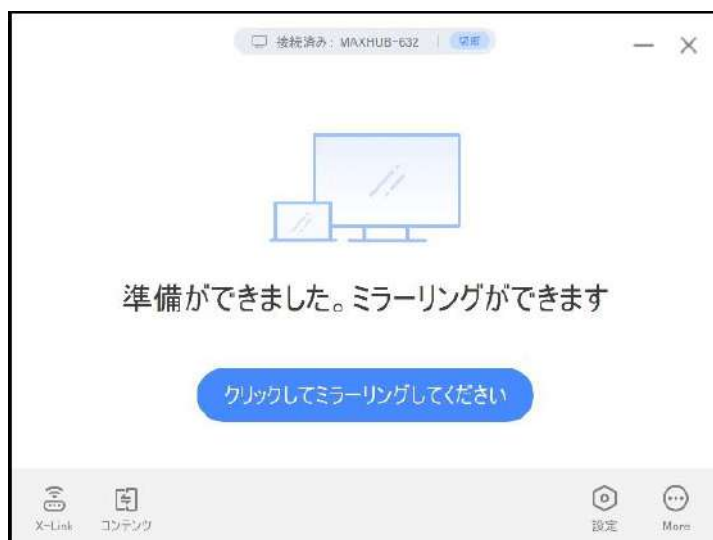 接続済み: MAXHUB-632 | 切断
準備ができました。ミラーリングができます
クリックしてミラーリングしてください
X-Link コンテンツ 設定 More